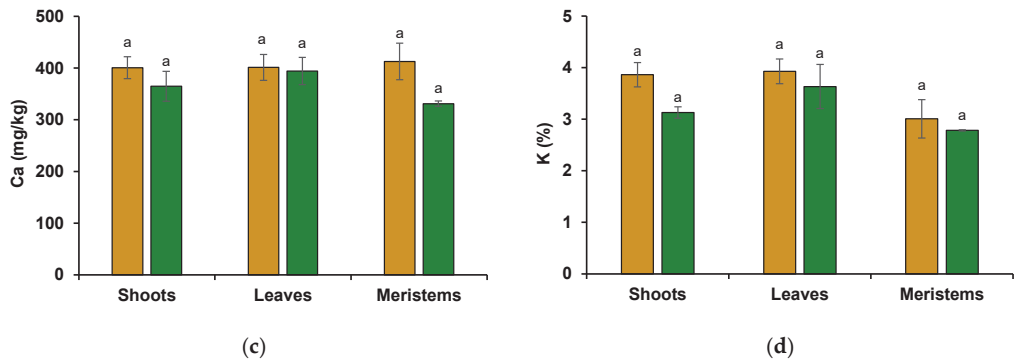 500
400
300
200
100
0
Ca (mg/kg)
a a a a a a
Shoots Leaves Meristems
(c)
5
4
3
2
1
0
K (%)
a a a a a a
Shoots Leaves Meristems
(d)